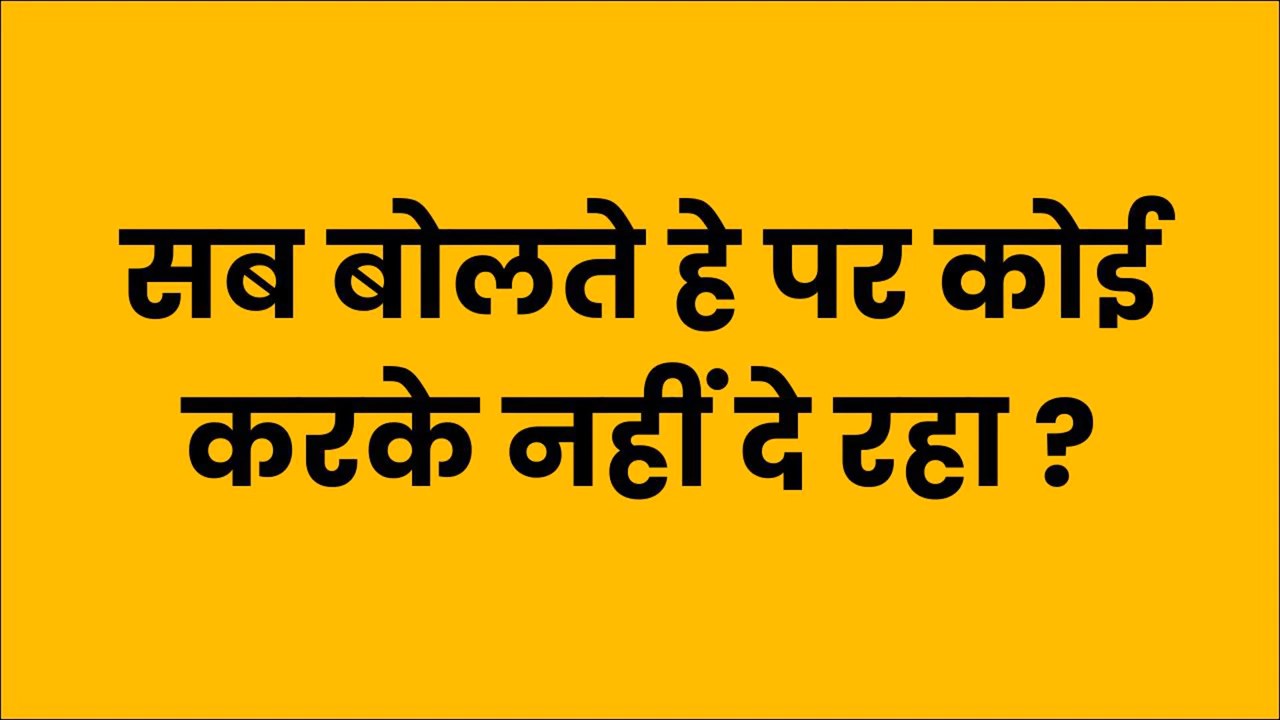 सब बोलते हे पर कोई
करके नहीं दे रहा ?